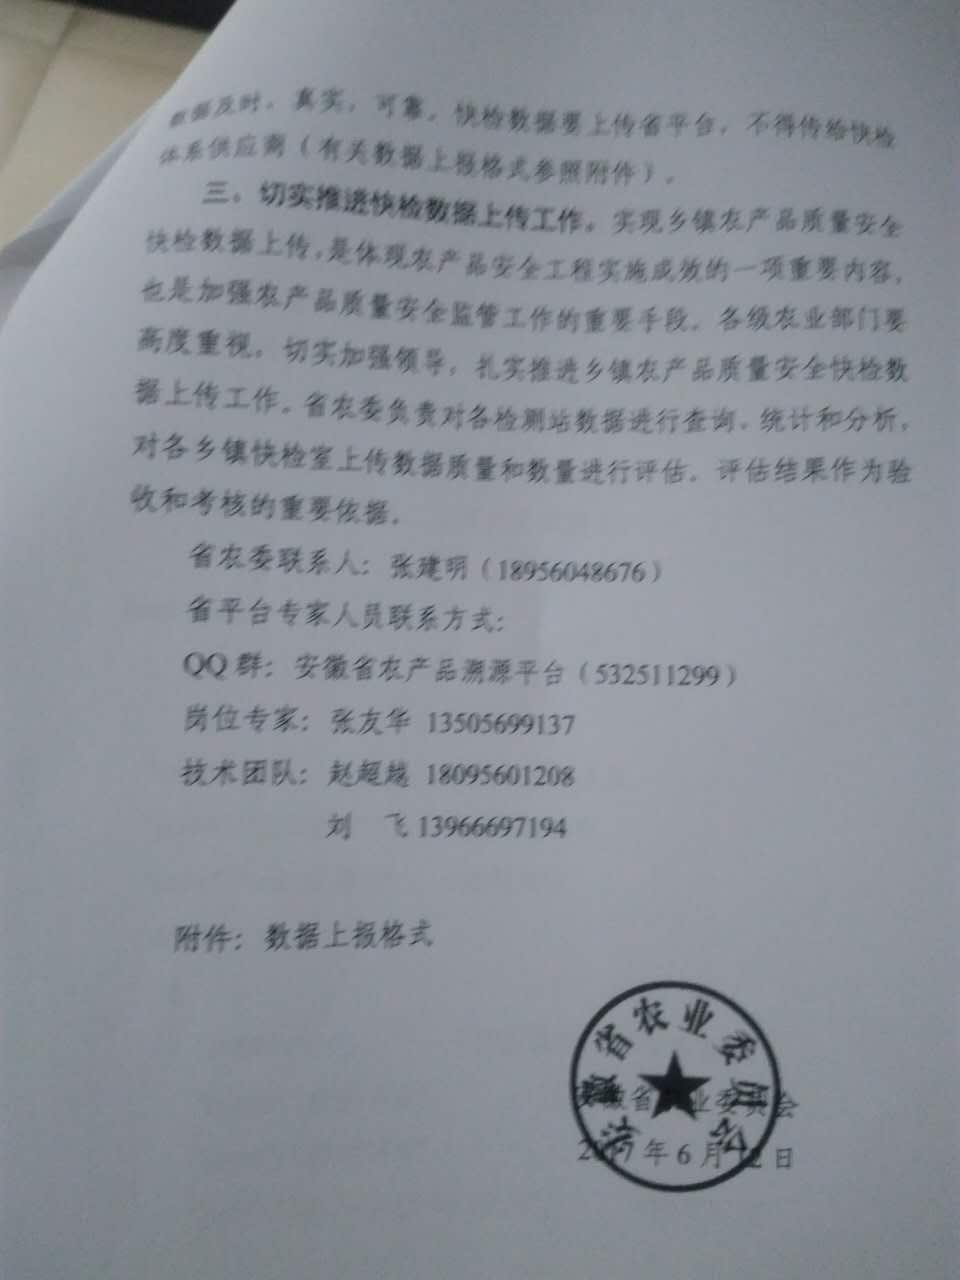 数据及时、真实、可靠。快检数据要上传省平台，不得传给快检
体系供应商（有关数据上报格式参照附件）。
三、切实推进快检数据上传工作。实现乡镇农产品质量安全
快检数据上传，是体现农产品安全工程实施成效的一项重要内容，
也是加强农产品质量安全监管工作的重要手段。各级农业部门要
高度重视，切实加强领导，扎实推进乡镇农产品质量安全快检数
据上传工作。省农委负责对各检测站数据进行查询、统计和分析，
对各乡镇快检室上传数据质量和数量进行评估。评估结果作为验
收和考核的重要依据。
省农委联系人：张建明（18956048676）
省平台专家人员联系方式：
QQ 群：安徽省农产品溯源平台（532511299）
岗位专家：张友华 13505699137
技术团队：赵超越 18095601208
刘　飞 13966697194
附件：数据上报格式
安徽省农业委员会
安徽省农业委员会
2017 年 6 月 12 日